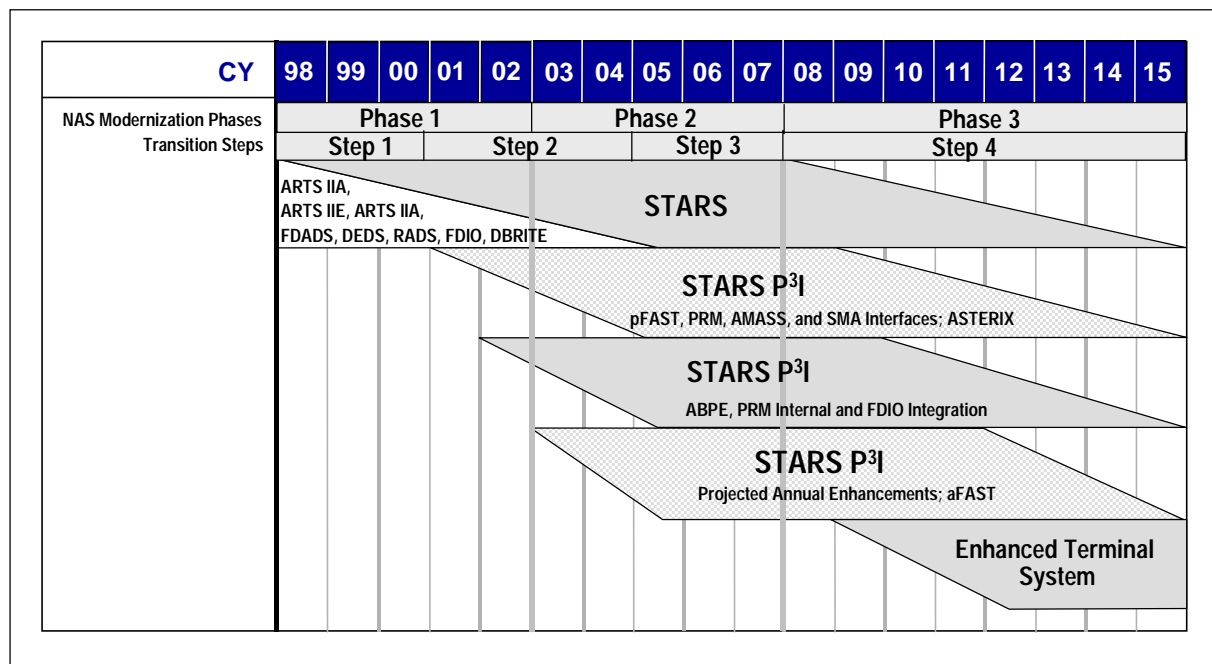 CY 98 99 00 01 02 03 04 05 06 07 08 09 10 11 12 13 14 15
NAS Modernization Phases Phase 1 Phase 2 Phase 3
Transition Steps Step 1 Step 2 Step 3 Step 4
ARTS IIA,
ARTS IIE, ARTS IIA,
FDADS, DEDS, RADS, FDIO, DBRITE
STARS
STARS P³I
pFAST, PRM, AMASS, and SMA Interfaces; ASTERIX
STARS P³I
ABPE, PRM Internal and FDIO Integration
STARS P³I
Projected Annual Enhancements; aFAST
Enhanced Terminal
System